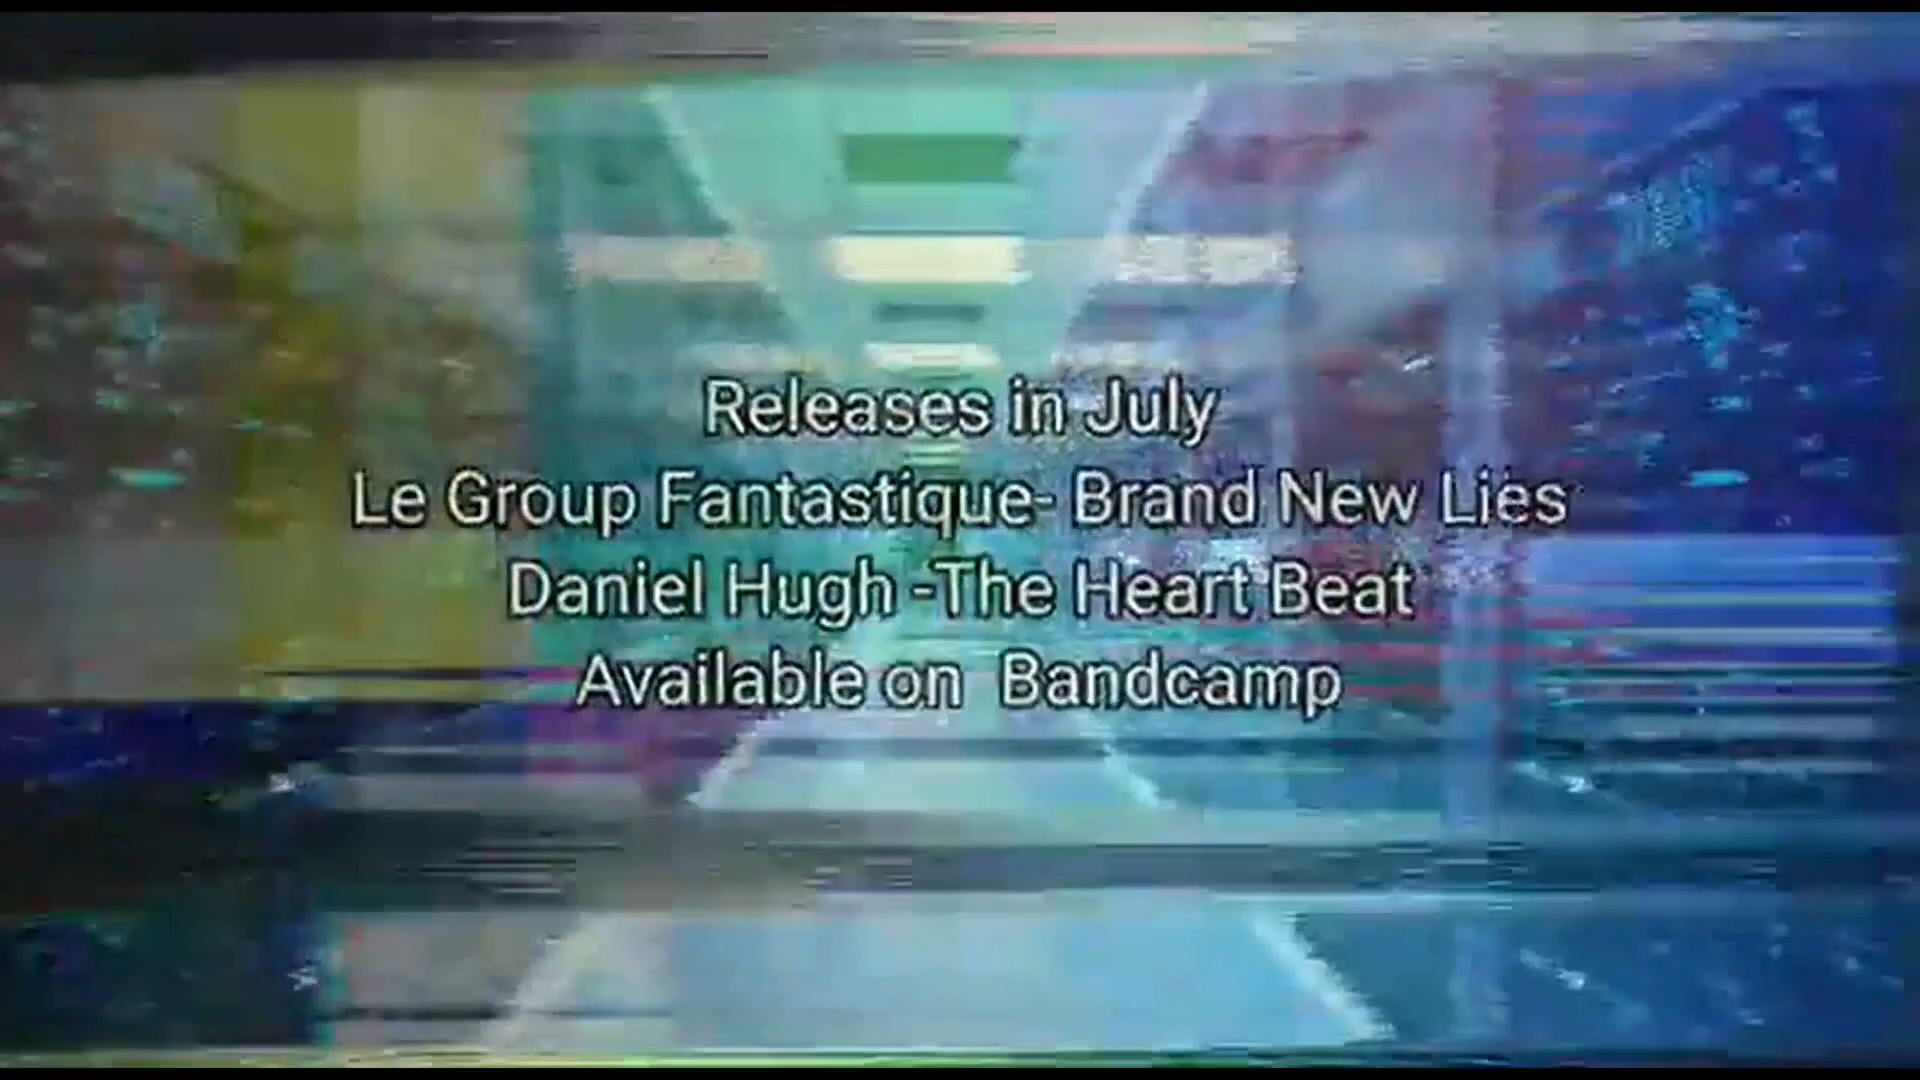 Releases in July
Le Group Fantastique- Brand New Lies
Daniel Hugh -The Heart Beat
Available on  Bandcamp